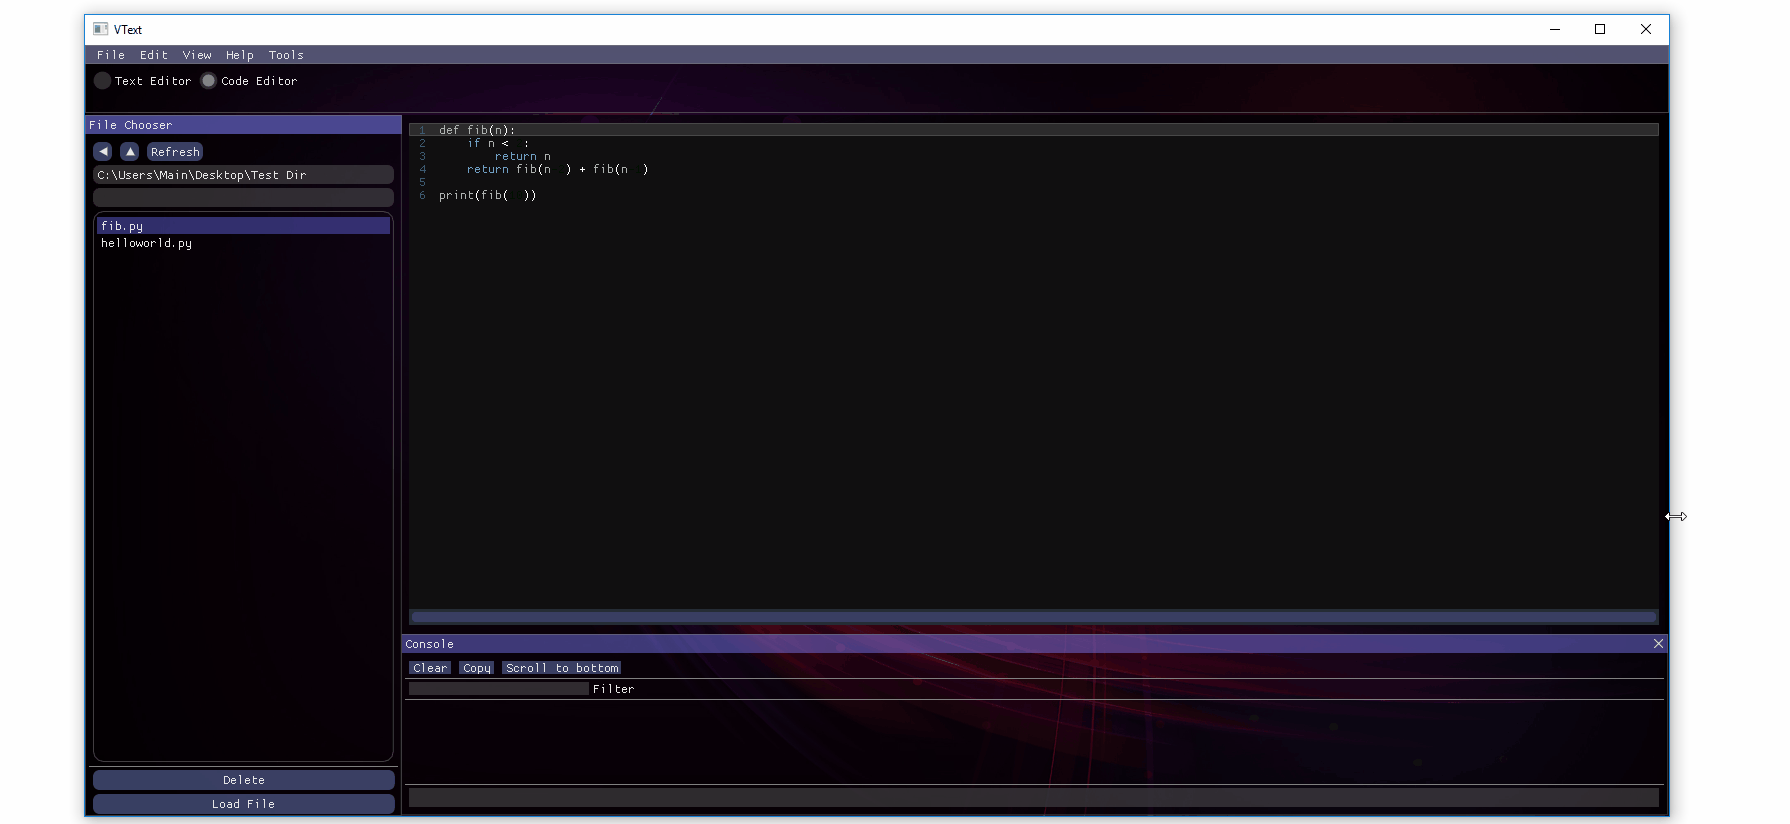 VText
File Edit View Help Tools
Text Editor Code Editor
File Chooser
Refresh
C:\Users\Main\Desktop\Test Dir
fib.py
helloworld.py
Delete
Load File
1 def fib(n):
2     if n <  :
3         return n
4     return fib(n  ) + fib(n  )
5
6 print(fib(  ))
Console
Clear Copy Scroll to bottom
Filter